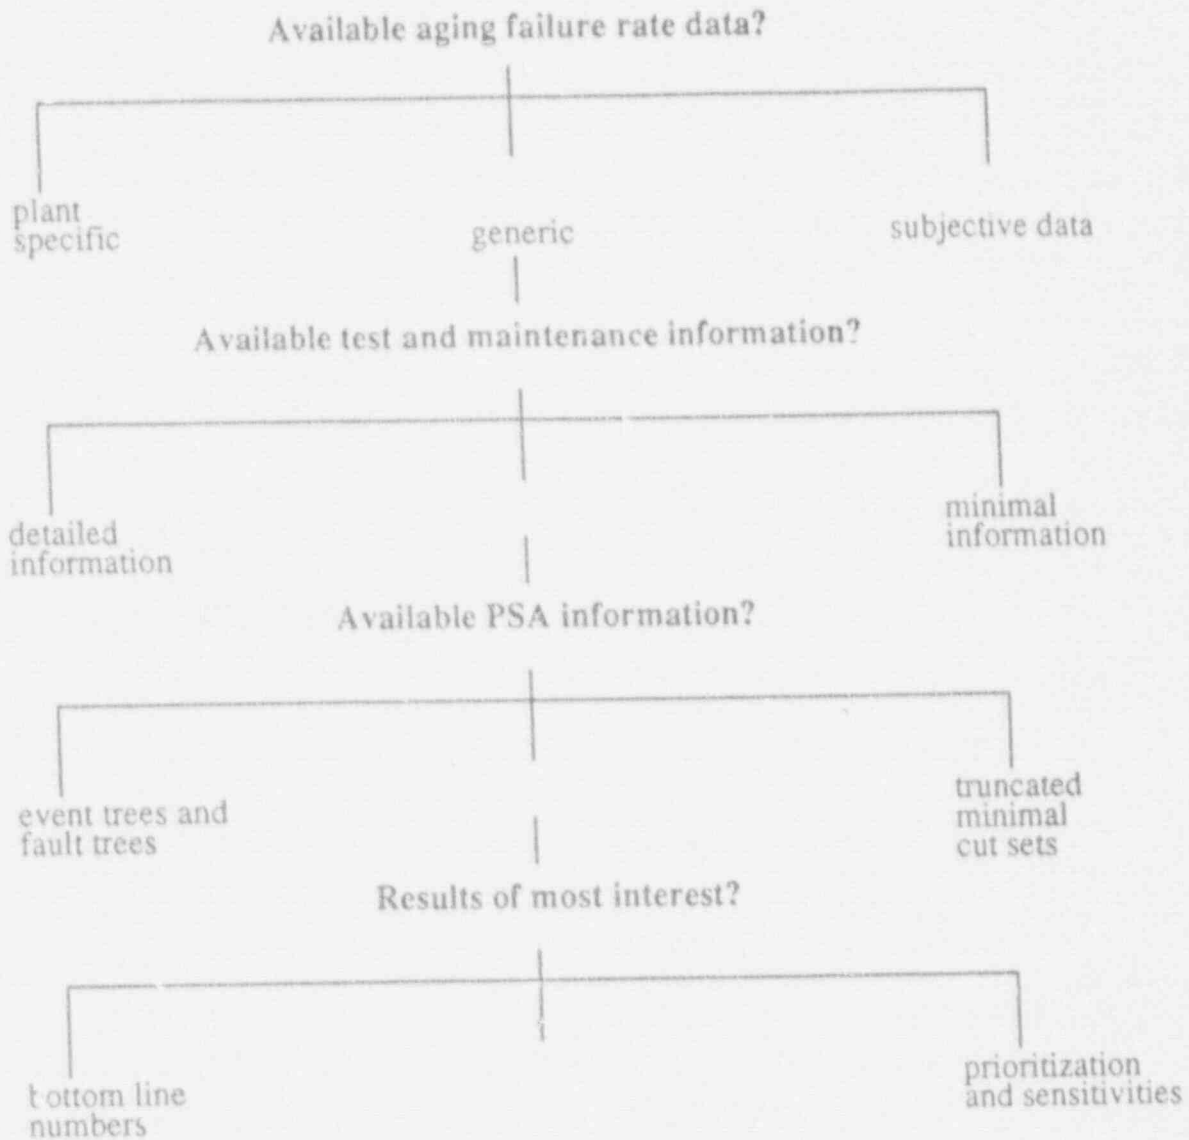 Available aging failure rate data?
plant
specific
generic
subjective data
Available test and maintenance information?
detailed
information
minimal
information
Available PSA information?
event trees and
fault trees
truncated
minimal
cut sets
Results of most interest?
bottom line
numbers
prioritization
and sensitivities